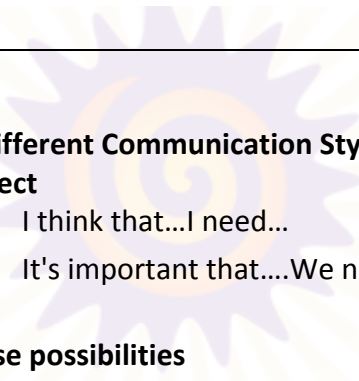 ifferent Communication Sty
ect
I think that…I need…
It's important that….We n
se possibilities